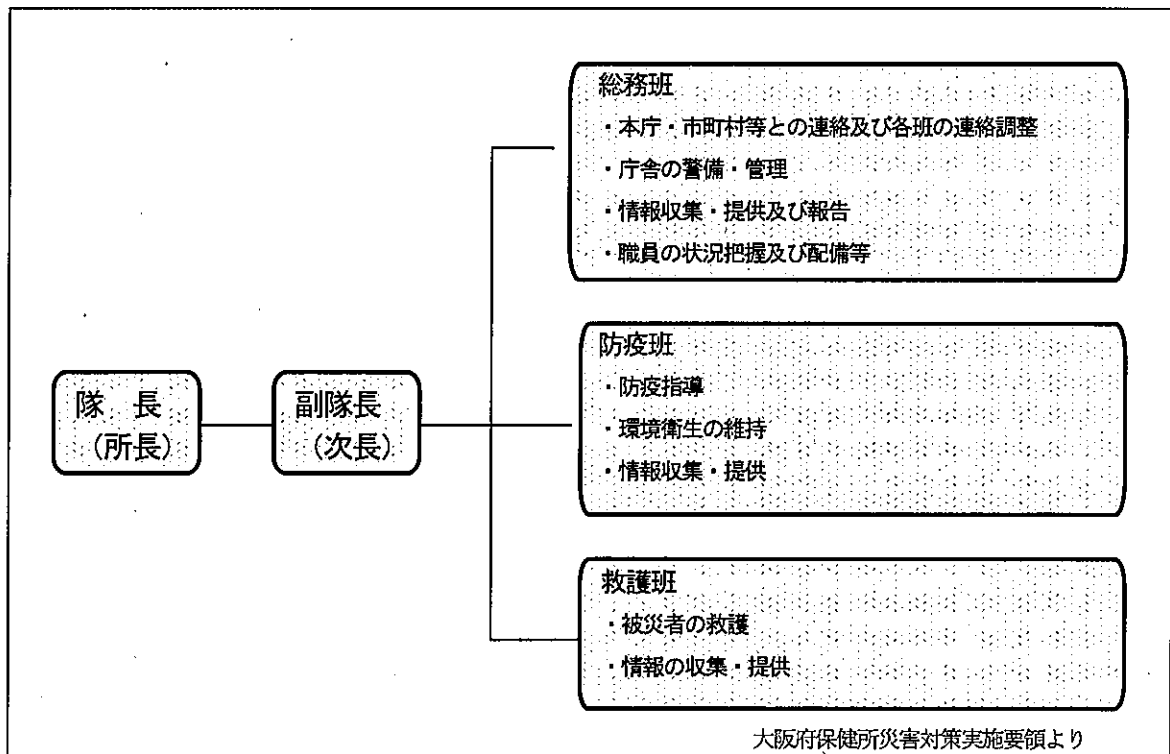 総務班
・本庁・市町村等との連絡及び各班の連絡調整
・庁舎の警備・管理
・情報収集・提供及び報告
・職員の状況把握及び配備等
防疫班
・防疫指導
・環境衛生の維持
・情報収集・提供
隊　長
（所長）
副隊長
（次長）
救護班
・被災者の救護
・情報の収集・提供
大阪府保健所災害対策実施要領より